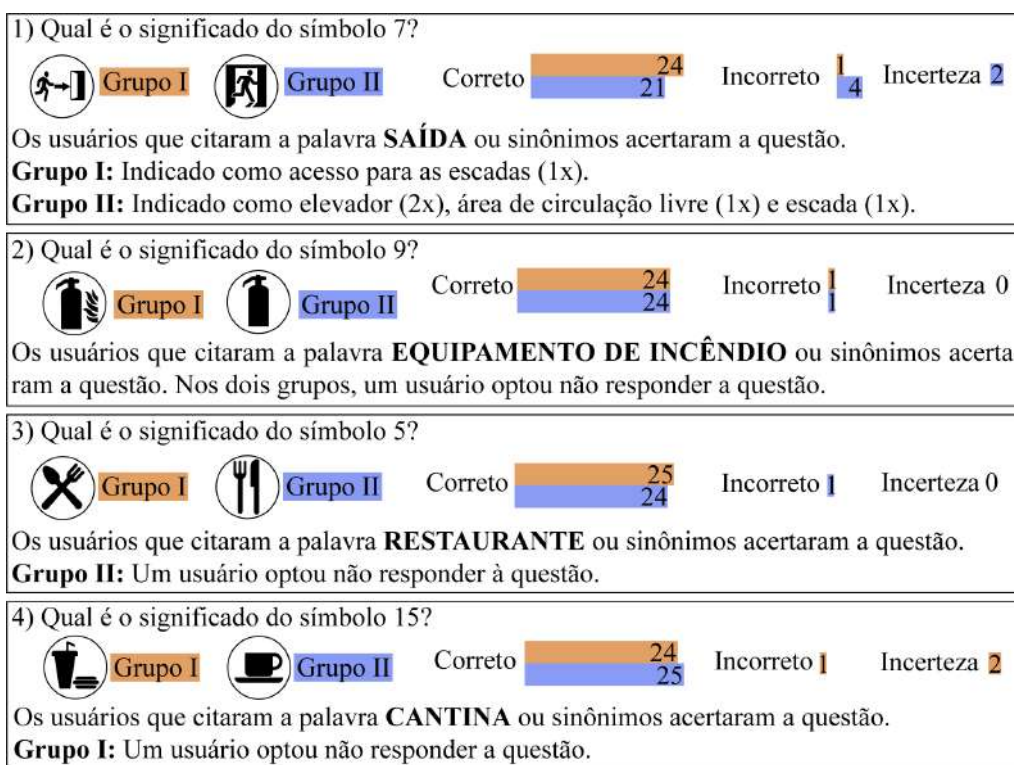 1) Qual é o significado do símbolo 7?
Grupo I Grupo II Correto 24 21 Incorreto 1 4 Incerteza 2
Os usuários que citaram a palavra SAÍDA ou sinônimos acertaram a questão.
Grupo I: Indicado como acesso para as escadas (1x).
Grupo II: Indicado como elevador (2x), área de circulação livre (1x) e escada (1x).
2) Qual é o significado do símbolo 9?
Grupo I Grupo II Correto 24 24 Incorreto 1 1 Incerteza 0
Os usuários que citaram a palavra EQUIPAMENTO DE INCÊNDIO ou sinônimos acerta
ram a questão. Nos dois grupos, um usuário optou não responder a questão.
3) Qual é o significado do símbolo 5?
Grupo I Grupo II Correto 25 24 Incorreto 1 Incerteza 0
Os usuários que citaram a palavra RESTAURANTE ou sinônimos acertaram a questão.
Grupo II: Um usuário optou não responder à questão.
4) Qual é o significado do símbolo 15?
Grupo I Grupo II Correto 24 25 Incorreto 1 Incerteza 2
Os usuários que citaram a palavra CANTINA ou sinônimos acertaram a questão.
Grupo I: Um usuário optou não responder a questão.